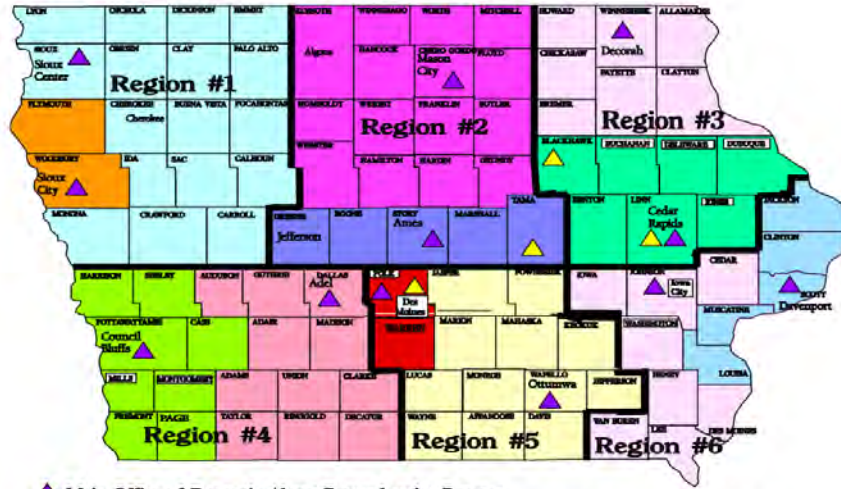 LYON OSCEOLA DICKINSON EMMET KOSSUTH WINNEBAGO WORTH MITCHELL HOWARD WINNESHIEK ALLAMAKEE
SIOUX OBRIEN CLAY PALO ALTO HANCOCK CERRO GORDO FLOYD CHICKASAW
Sioux Center
Algona
Mason City
Decorah
Region #1
FAYETTE CLAYTON
PLYMOUTH CHEROKEE BUENA VISTA POCAHONTAS HUMBOLDT WRIGHT FRANKLIN BUTLER BREMER
Cherokee
Region #2
Region #3
WEBSTER
BLACKHAWK BUCHANAN DELAWARE DUBUQUE
WOODBURY IDA SAC CALHOUN HAMILTON HARDIN GRUNDY
Sioux City
TAMA BENTON LINN JONES JACKSON
MONONA CRAWFORD CARROLL GREENE BOONE STORY MARSHALL
Jefferson
Ames
Cedar Rapids
CLINTON
CEDAR
HARRISON SHELBY AUDUBON GUTHRIE DALLAS POLK JASPER POWESHIEK IOWA JOHNSON
Adel
Des Moines
Iowa City
SCOTT
Davenport
MUSCATINE
POTTAWATTAMIE CASS ADAIR MADISON WARREN MARION MAHASKA KEOKUK WASHINGTON
Council Bluffs
LOUISA
MILLS MONTGOMERY ADAMS UNION CLARKE LUCAS MONROE WAPELLO JEFFERSON HENRY
Ottumwa
FREMONT PAGE TAYLOR RINGGOLD DECATUR WAYNE APPANOOSE DAVIS VAN BUREN LEE DES MOINES
Region #4
Region #5
Region #6